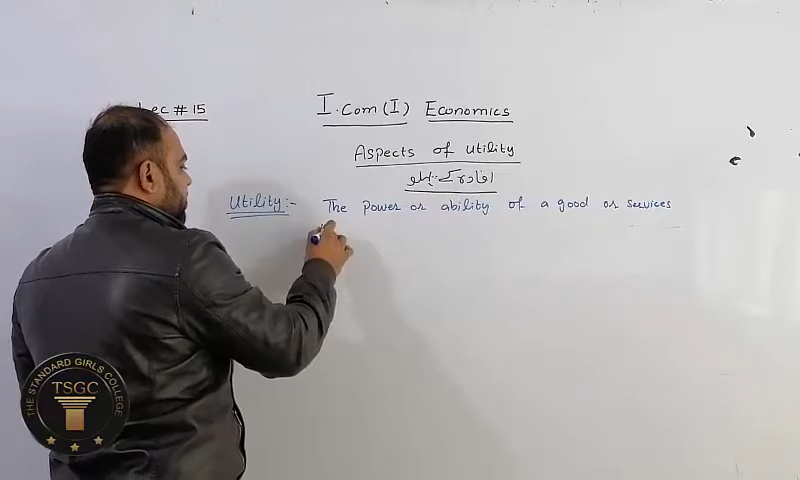 Lec # 15
I.Com (I) Economics
Aspects of utility
افادہ کے پہلو
Utility:- The power or ability of a good or services
THE STANDARD GIRLS COLLEGE
TSGC